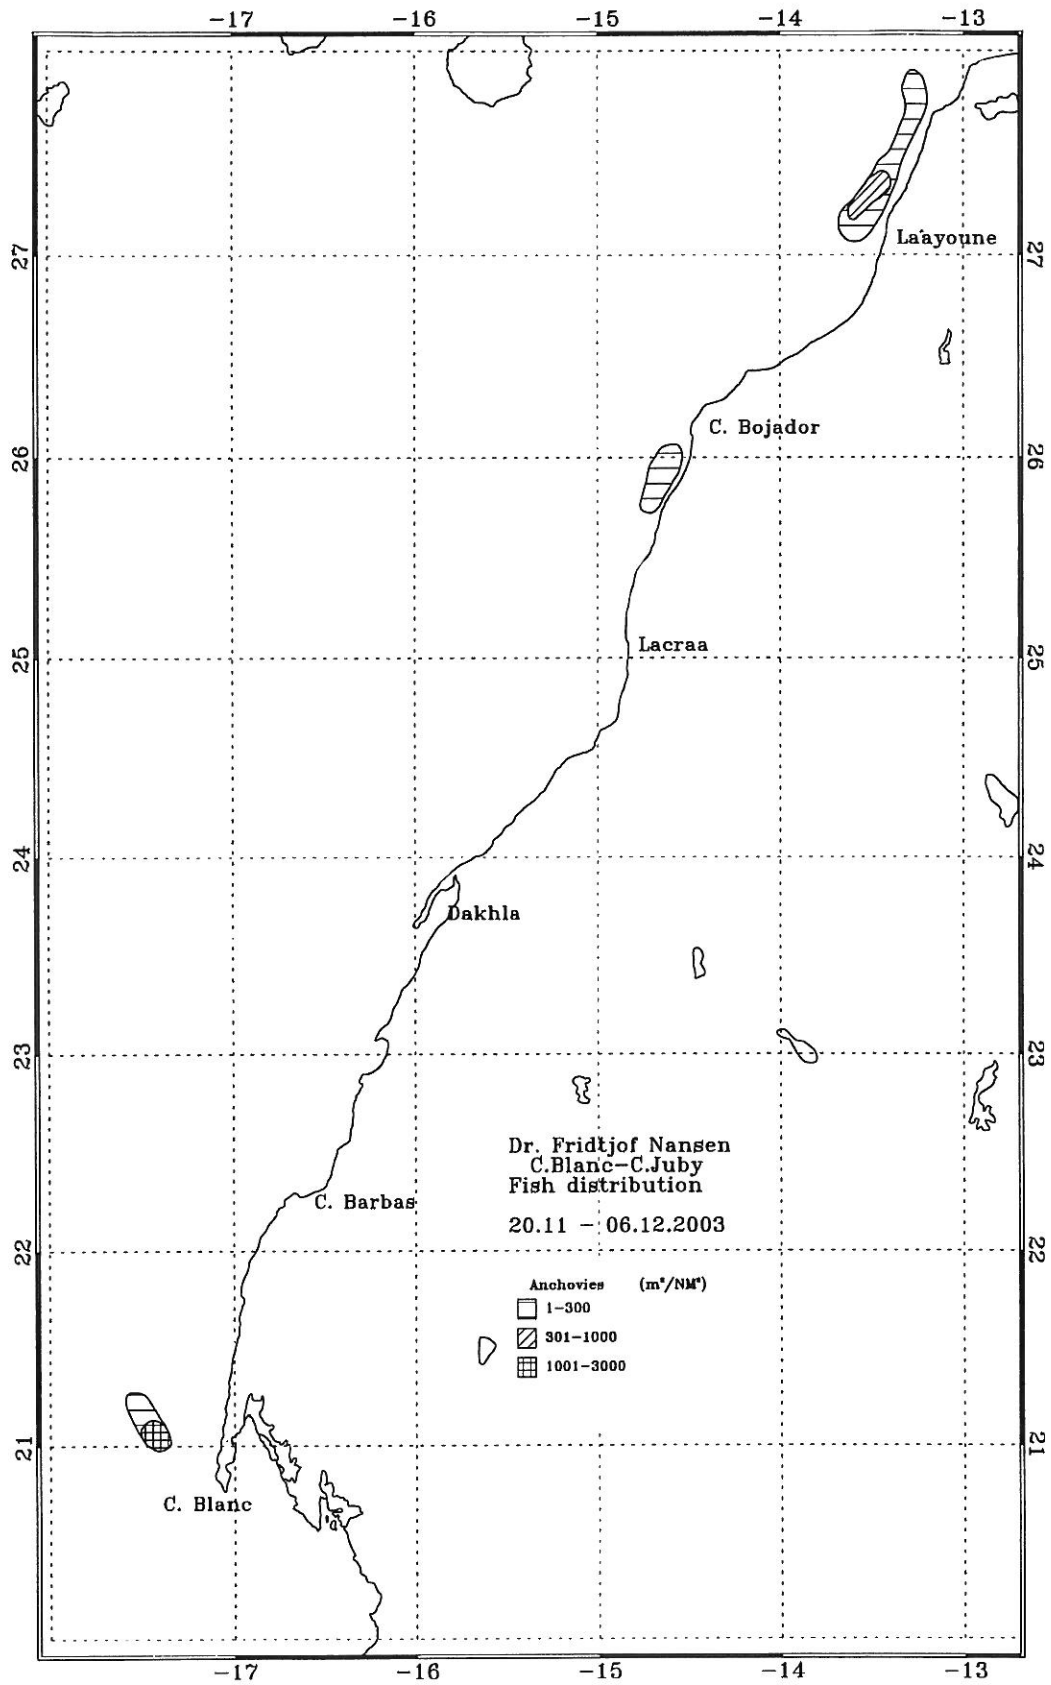 -17 -16 -15 -14 -13
27 La'ayoune 27
C. Bojador
26 26
Lacraa
25 25
24 24
Dakhla
23 23
Dr. Fridtjof Nansen
C.Blanc-C.Juby
Fish distribution
C. Barbas
20.11 - 06.12.2003
22 22
Anchovies (m²/NM²)
1-300
301-1000
1001-3000
21 21
C. Blanc
-17 -16 -15 -14 -13